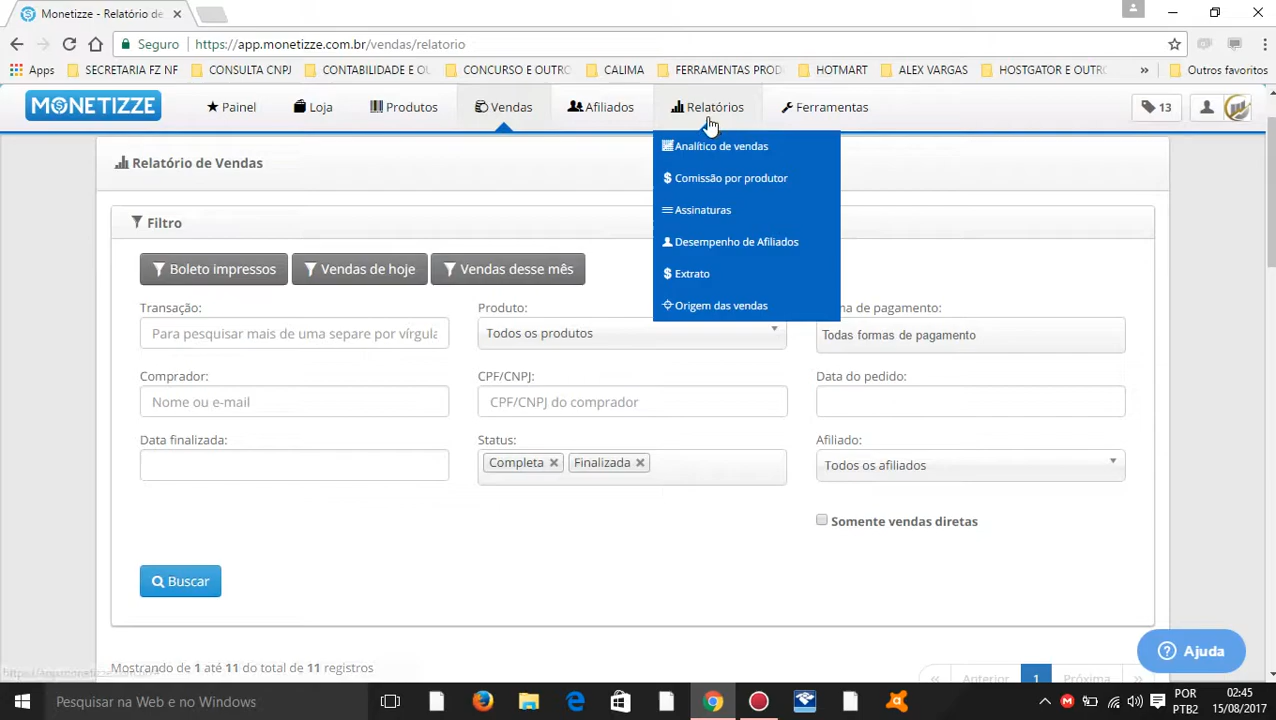 Monetizze - Relatório de
Seguro https://app.monetizze.com.br/vendas/relatorio
Apps SECRETARIA FZ NF CONSULTA CNPJ CONTABILIDADE E OU CONCURSO E OUTRO CALIMA FERRAMENTAS PROD HOTMART ALEX VARGAS HOSTGATOR E OUTRO » Outros favoritos
MONETIZZE Painel Loja Produtos Vendas Afiliados Relatórios Ferramentas 13
Relatório de Vendas
Analítico de vendas
Comissão por produtor
Assinaturas
Desempenho de Afiliados
Extrato
Origem das vendas
Filtro
Boleto impressos Vendas de hoje Vendas desse mês
Transação: Produto: ma de pagamento:
Para pesquisar mais de uma separe por vírgula Todos os produtos Todas formas de pagamento
Comprador: CPF/CNPJ: Data do pedido:
Nome ou e-mail CPF/CNPJ do comprador
Data finalizada: Status: Afiliado:
Completa × Finalizada × Todos os afiliados
Somente vendas diretas
Buscar
Mostrando de 1 até 11 do total de 11 registros
« Anterior 1 Próxima »
Ajuda
Pesquisar na Web e no Windows
POR 02:45
PTB2 15/08/2017